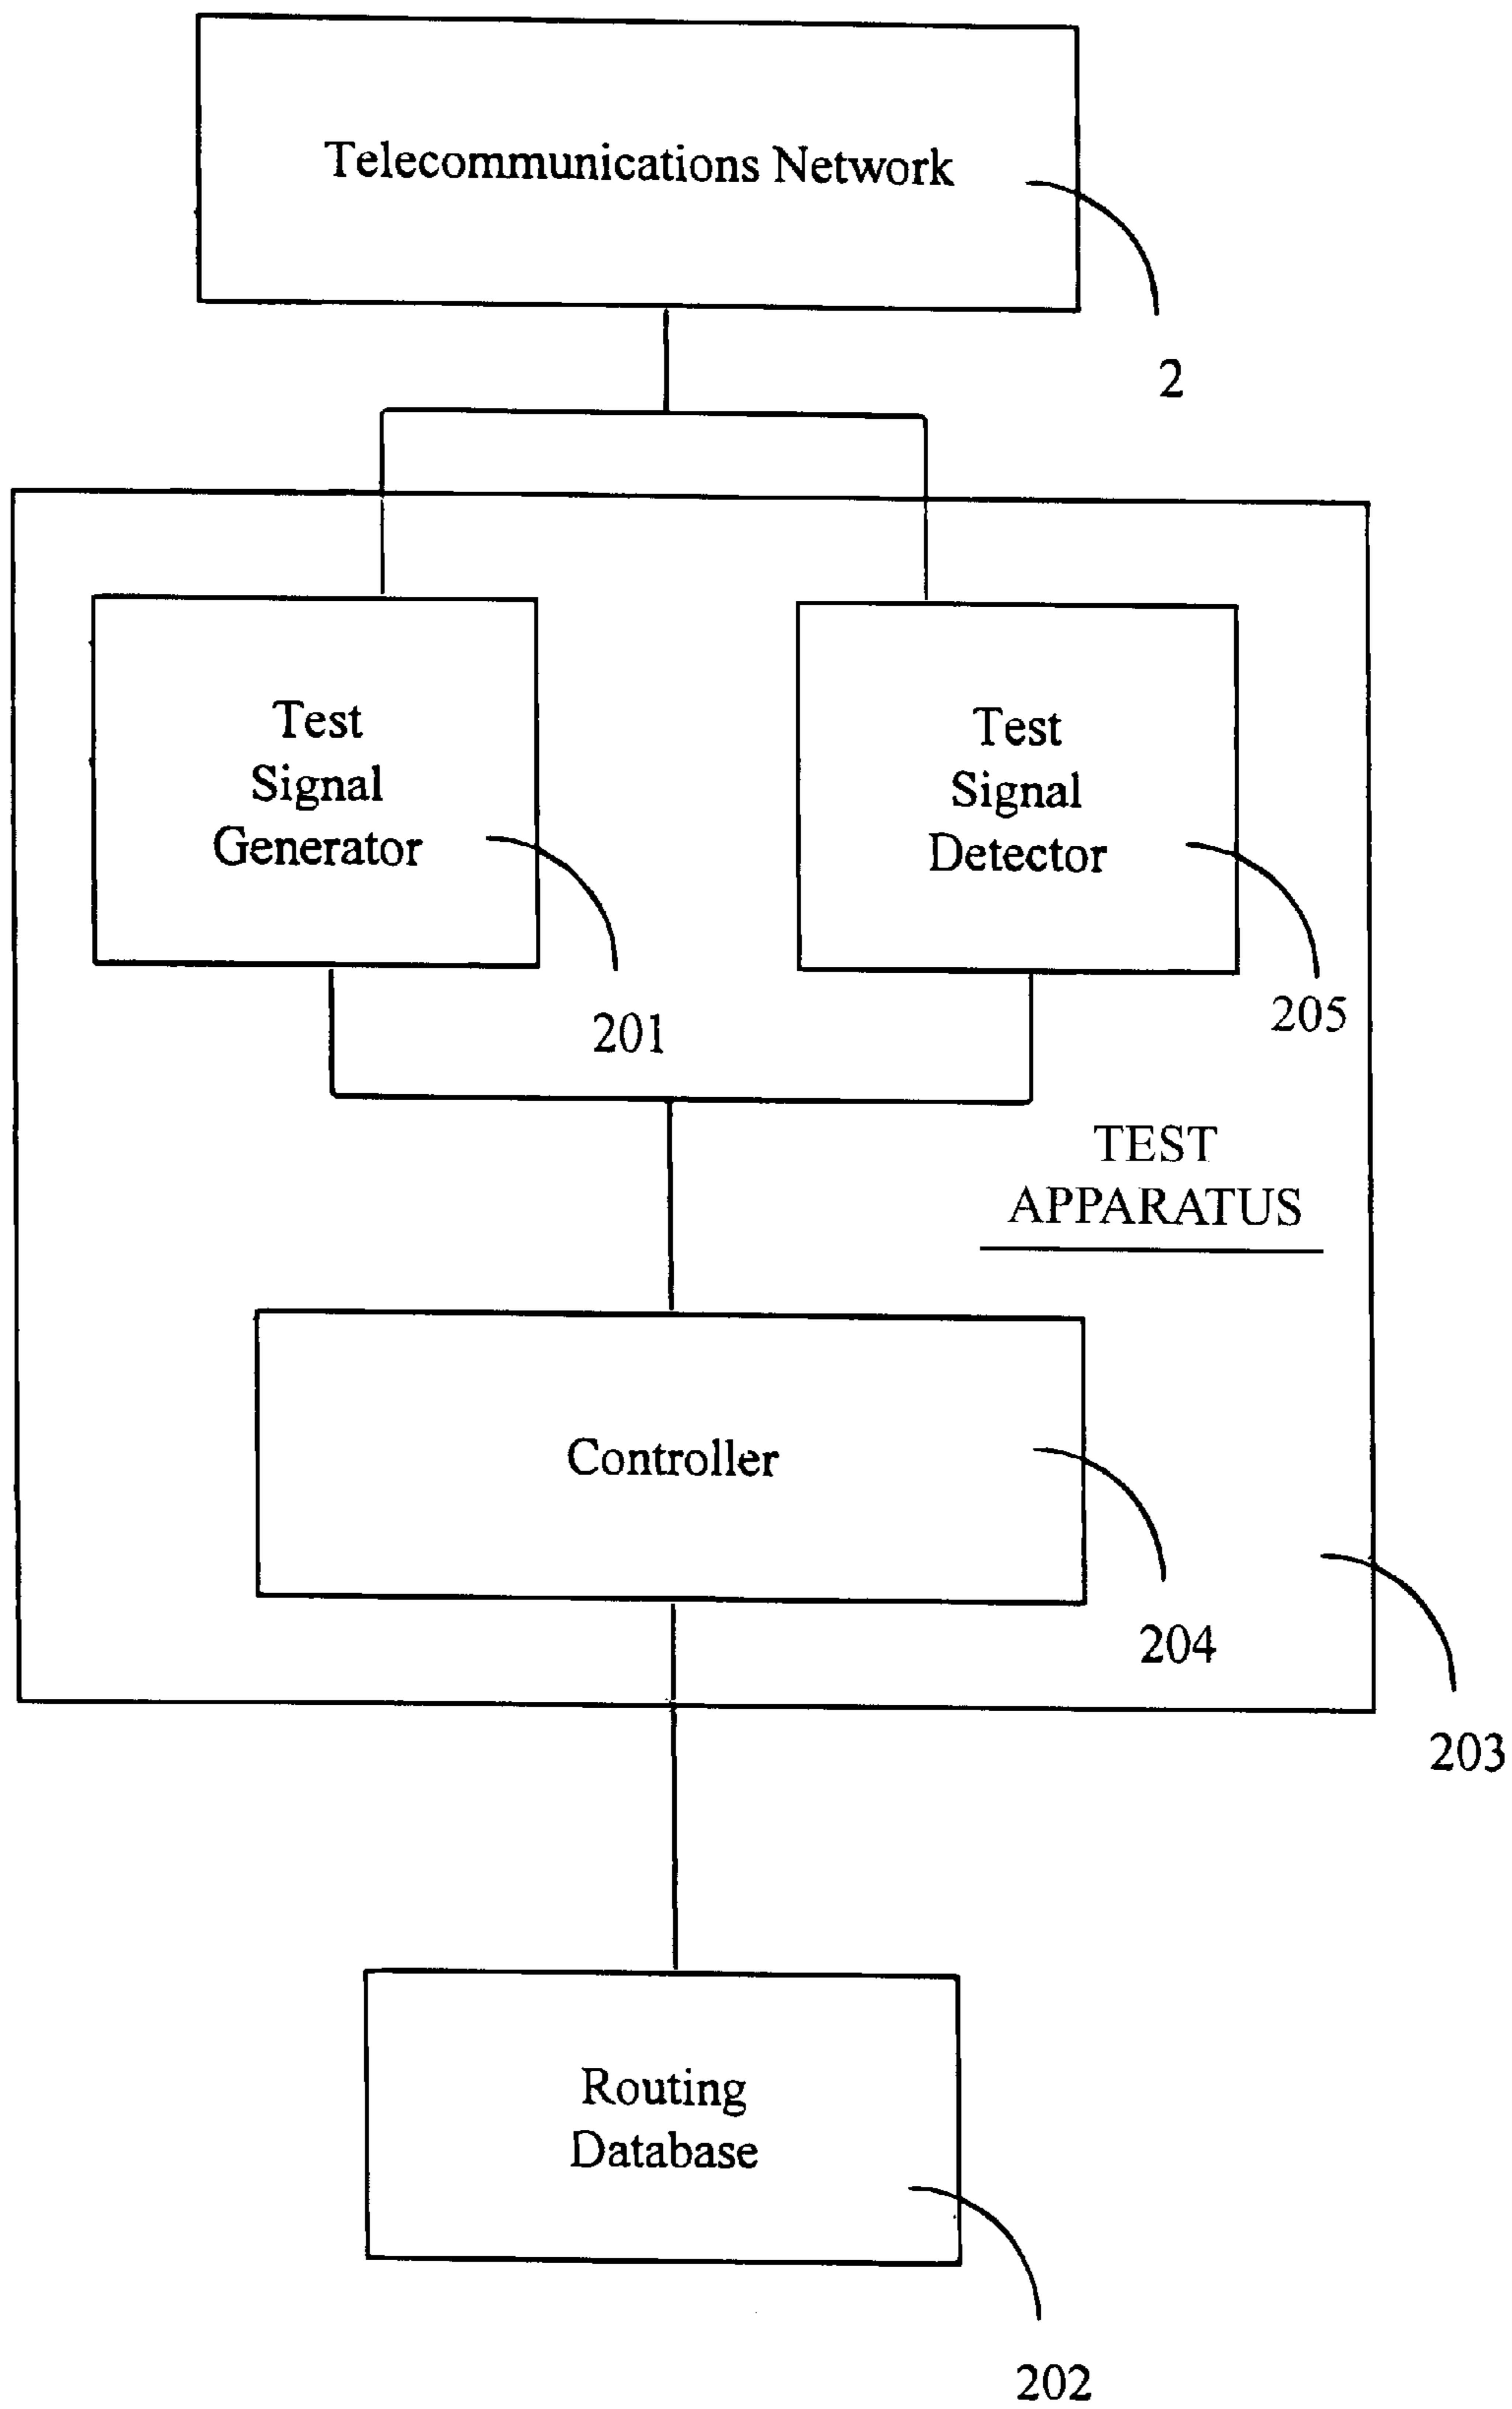 Telecommunications Network
2
Test
Signal
Generator
201
Test
Signal
Detector
205
TEST
APPARATUS
Controller
204
203
Routing
Database
202